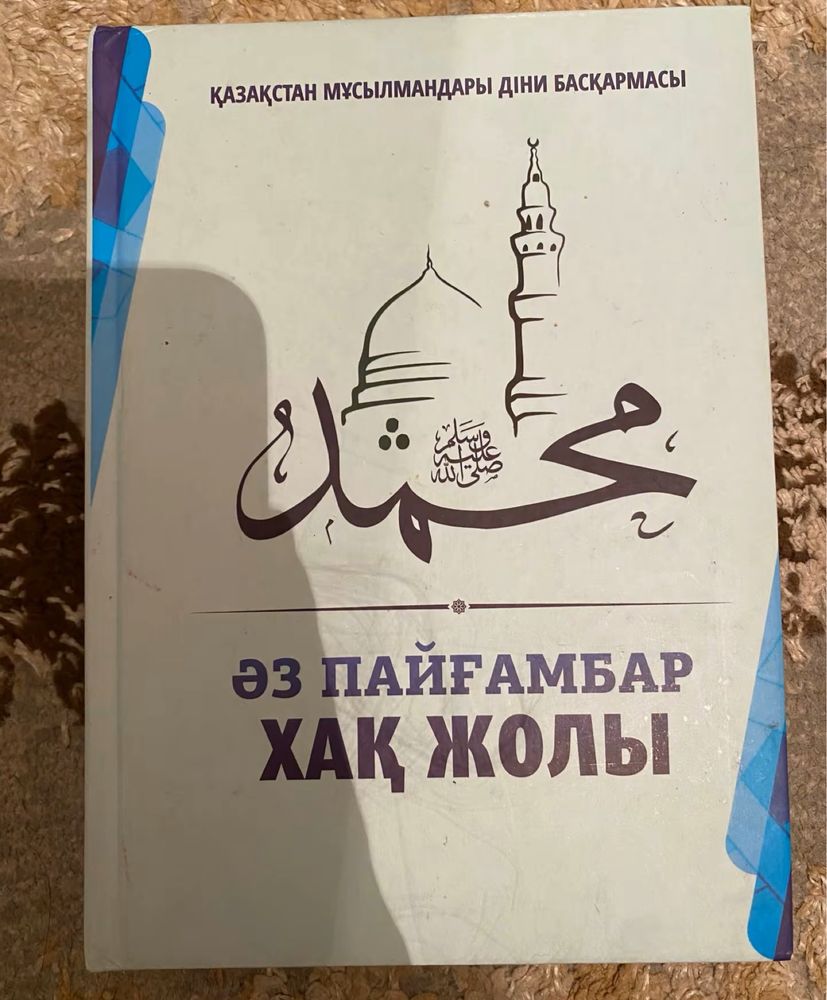 ҚАЗАҚСТАН МҰСЫЛМАНДАРЫ ДІНИ БАСҚАРМАСЫ
محمد
صلى الله عليه وسلم
ӘЗ ПАЙҒАМБАР
ХАҚ ЖОЛЫ